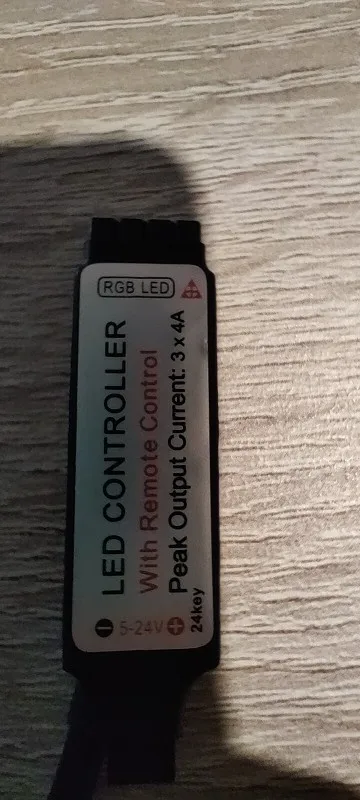 RGB LED
LED CONTROLLER
With Remote Control
Peak Output Current: 3 x 4A
5-24V
24key